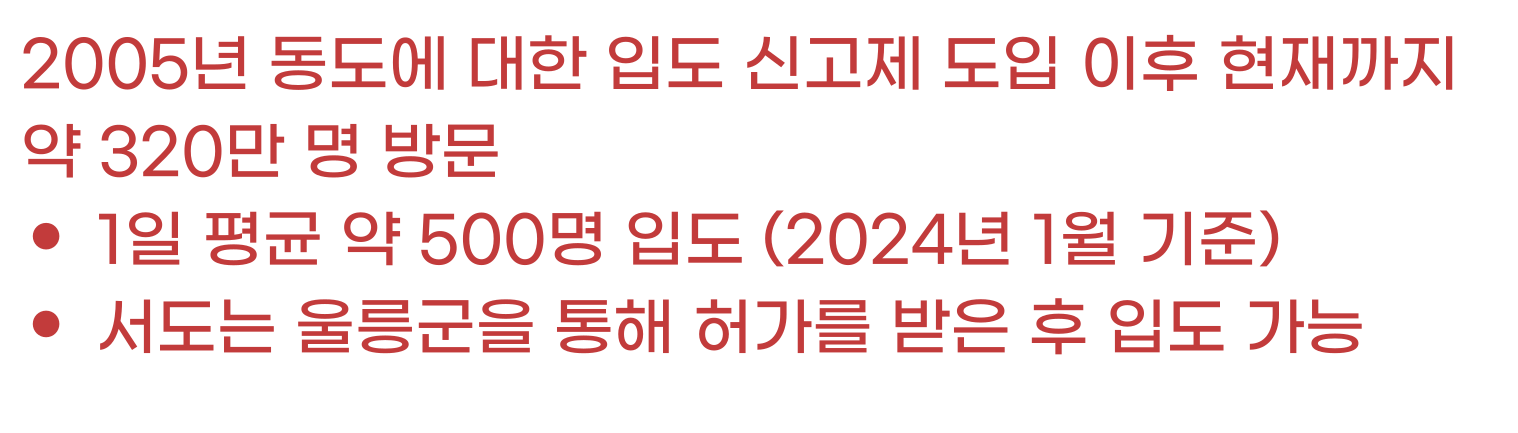 2005년 동도에 대한 입도 신고제 도입 이후 현재까지
약 320만 명 방문
• 1일 평균 약 500명 입도 (2024년 1월 기준)
• 서도는 울릉군을 통해 허가를 받은 후 입도 가능